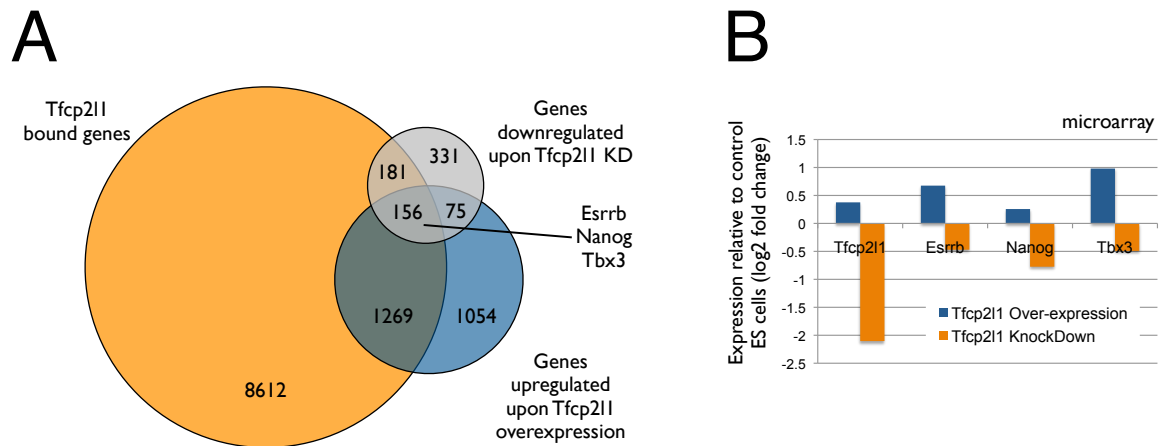 A
Tfcp2l1
bound genes
Genes
downregulated
upon Tfcp2l1 KD
331
181
156
75
Esrrb
Nanog
Tbx3
1269
1054
8612
Genes
upregulated
upon Tfcp2l1
overexpression
B
microarray
Expression relative to control
ES cells (log2 fold change)
1.5
1
0.5
0
-0.5
-1
-1.5
-2
-2.5
Tfcp2l1
Esrrb
Nanog
Tbx3
Tfcp2l1 Over-expression
Tfcp2l1 KnockDown